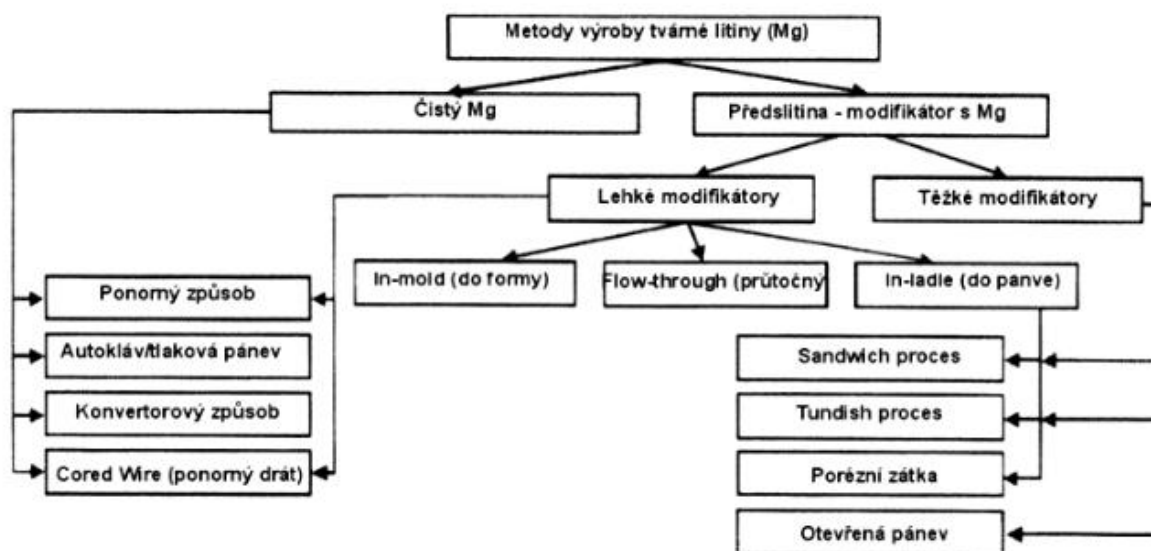 Metody výroby tvárné litiny (Mg)
Čistý Mg
Předslitina - modifikátor s Mg
Lehké modifikátory
Těžké modifikátory
In-mold (do formy)
Flow-through (průtočný
In-ladle (do pánve)
Ponorný způsob
Autokláv/tlaková pánev
Konvertorový způsob
Cored Wire (ponorný drát)
Sandwich proces
Tundish proces
Porézní zátka
Otevřená pánev